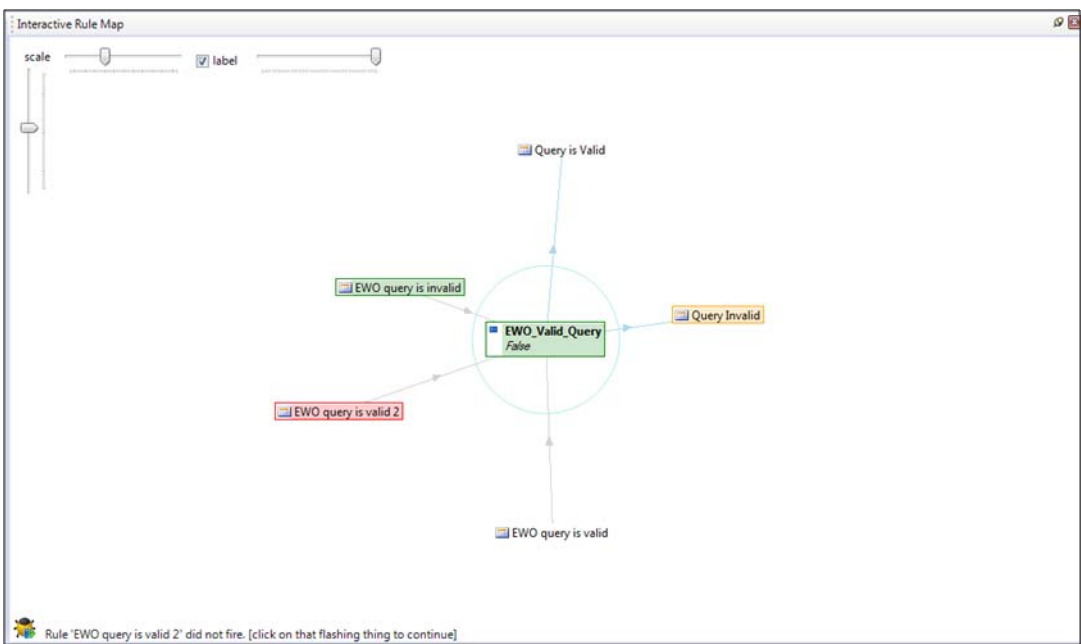 Interactive Rule Map
scale
label
Query is Valid
EWO query is invalid
Query Invalid
EWO_Valid_Query
False
EWO query is valid 2
EWO query is valid
Rule 'EWO query is valid 2' did not fire. [click on that flashing thing to continue]